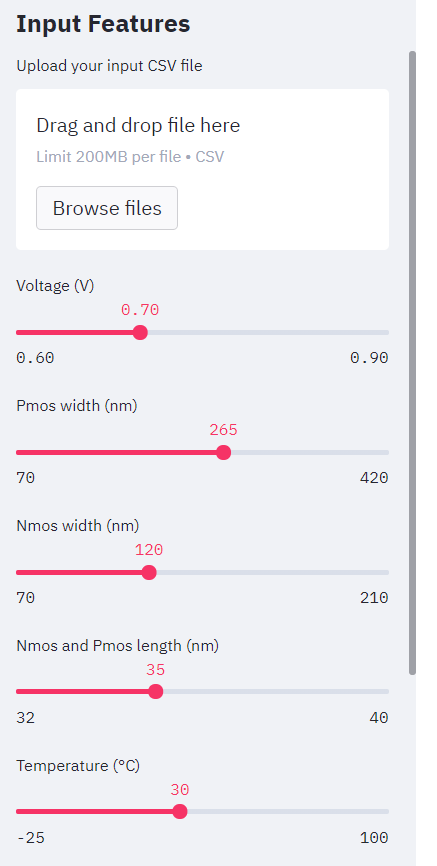 Input Features
Upload your input CSV file
Drag and drop file here
Limit 200MB per file • CSV
Browse files
Voltage (V)
0.70
0.60 0.90
Pmos width (nm)
265
70 420
Nmos width (nm)
120
70 210
Nmos and Pmos length (nm)
35
32 40
Temperature (°C)
30
-25 100